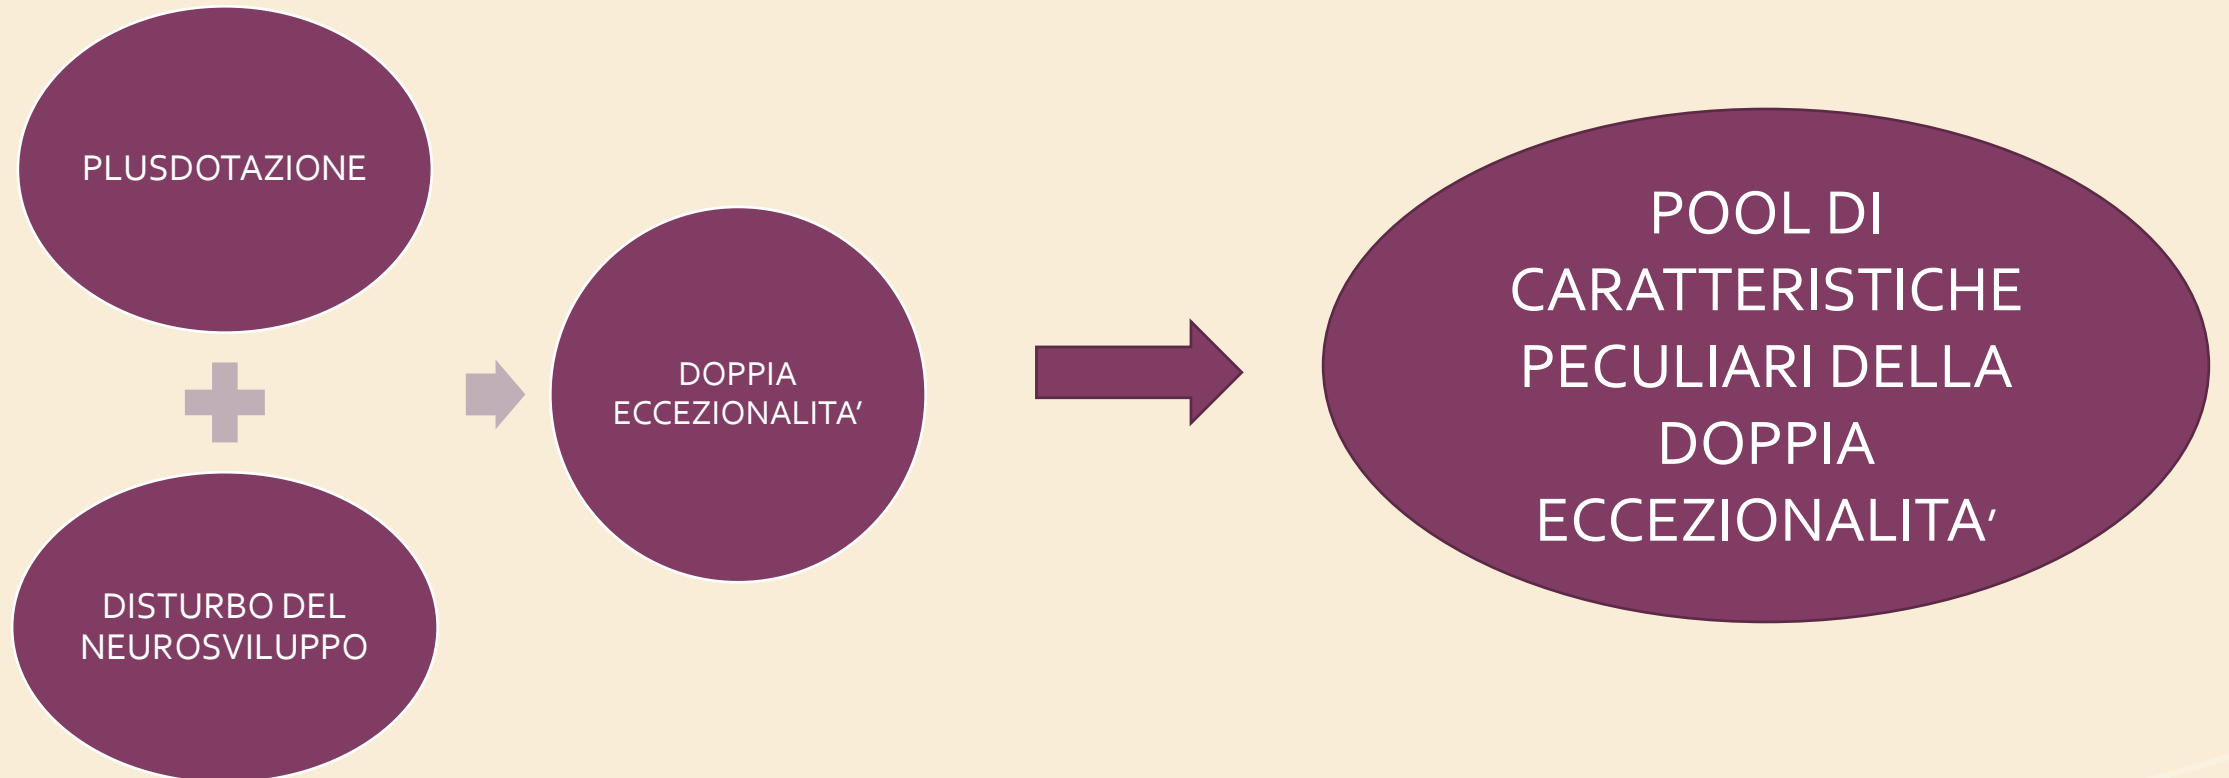 PLUSDOTAZIONE
DISTURBO DEL
NEUROSVILUPPO
DOPPIA
ECCEZIONALITA’
POOL DI
CARATTERISTICHE
PECULIARI DELLA
DOPPIA
ECCEZIONALITA’